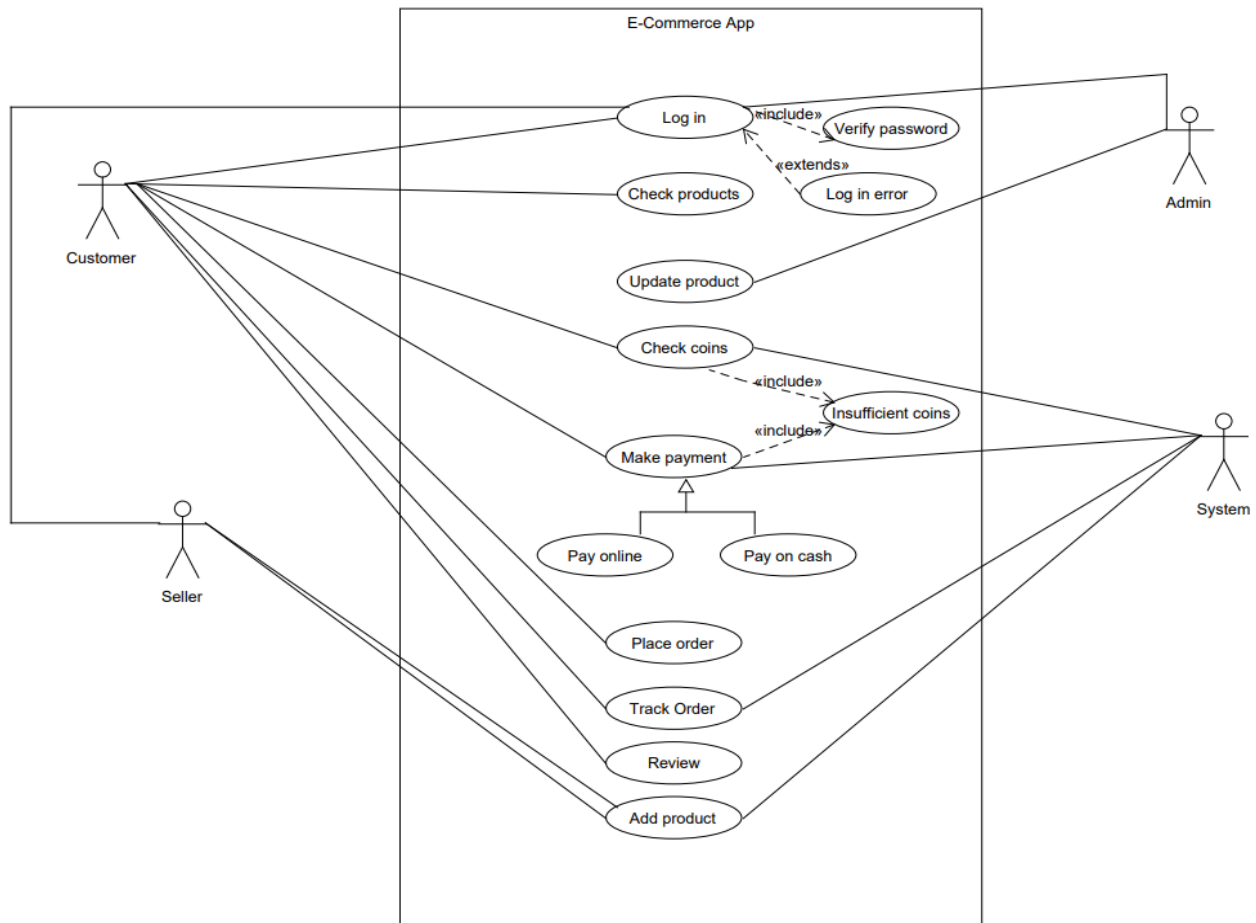 E-Commerce App
Log in
«include»
Verify password
«extends»
Log in error
Check products
Customer
Admin
Update product
Check coins
«include»
Insufficient coins
«include»
Make payment
System
Pay online
Pay on cash
Seller
Place order
Track Order
Review
Add product